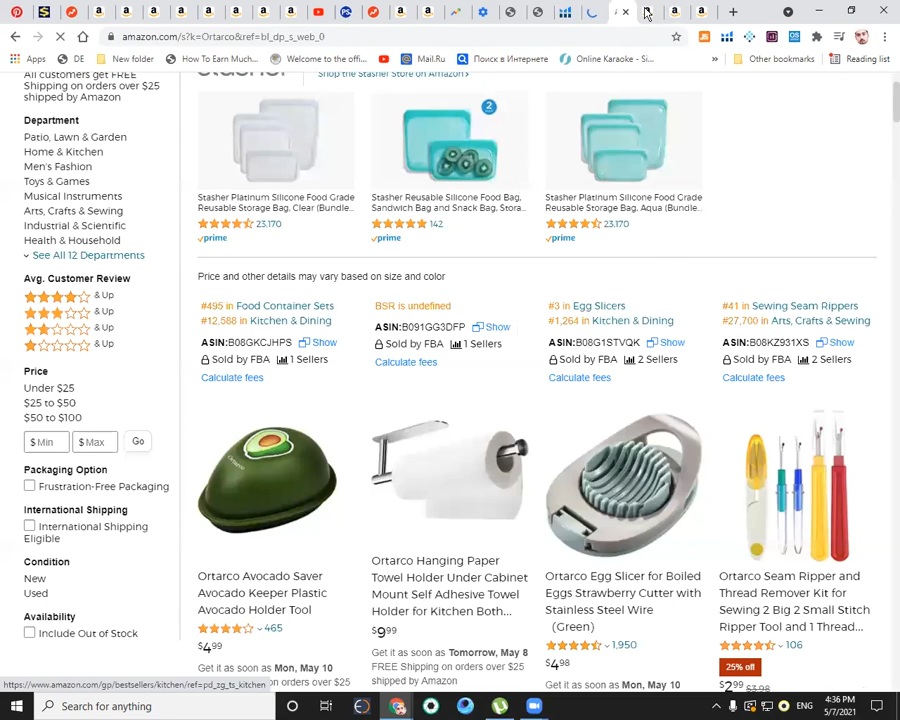 amazon.com/s?k=Ortarco&ref=bl_dp_s_web_0
Apps
DE
New folder
How To Earn Much...
Welcome to the offi...
Mail.Ru
Поиск в Интернете
Online Karaoke - Si...
»
Other bookmarks
Reading list
All customers get FREE
Shipping on orders over $25
shipped by Amazon
Department
Patio, Lawn & Garden
Home & Kitchen
Men's Fashion
Toys & Games
Musical Instruments
Arts, Crafts & Sewing
Industrial & Scientific
Health & Household
See All 12 Departments
Avg. Customer Review
& Up
& Up
& Up
& Up
Price
Under $25
$25 to $50
$50 to $100
$ Min
$ Max
Go
Packaging Option
Frustration-Free Packaging
International Shipping
International Shipping
Eligible
Condition
New
Used
Availability
Include Out of Stock
Shop the Stasher Store on Amazon›
Stasher Platinum Silicone Food Grade
Reusable Storage Bag, Clear (Bundle...
23,170
prime
2
Stasher Reusable Silicone Food Bag,
Sandwich Bag and Snack Bag, Stora...
142
prime
Stasher Platinum Silicone Food Grade
Reusable Storage Bag, Aqua (Bundle...
23,170
prime
Price and other details may vary based on size and color
#495 in Food Container Sets
#12,588 in Kitchen & Dining
ASIN:B08GKCJHPS Show
Sold by FBA 1 Sellers
Calculate fees
BSR is undefined
ASIN:B091GG3DFP Show
Sold by FBA 1 Sellers
Calculate fees
#3 in Egg Slicers
#1,264 in Kitchen & Dining
ASIN:B08G1STVQK Show
Sold by FBA 2 Sellers
Calculate fees
#41 in Sewing Seam Rippers
#27,700 in Arts, Crafts & Sewing
ASIN:B08KZ931XS Show
Sold by FBA 2 Sellers
Calculate fees
Ortarco Avocado Saver
Avocado Keeper Plastic
Avocado Holder Tool
465
$4.99
Get it as soon as Mon, May 10
Ortarco Hanging Paper
Towel Holder Under Cabinet
Mount Self Adhesive Towel
Holder for Kitchen Both...
$9.99
Get it as soon as Tomorrow, May 8
FREE Shipping on orders over $25
shipped by Amazon
Ortarco Egg Slicer for Boiled
Eggs Strawberry Cutter with
Stainless Steel Wire
（Green)
1,950
$4.98
Get it as soon as Mon, May 10
Ortarco Seam Ripper and
Thread Remover Kit for
Sewing 2 Big 2 Small Stitch
Ripper Tool and 1 Thread...
106
25% off
$2.99 $3.98
https://www.amazon.com/gp/bestsellers/kitchen/ref=pd_zg_ts_kitchen
on orders over $25
Search for anything
4:36 PM
5/7/2021